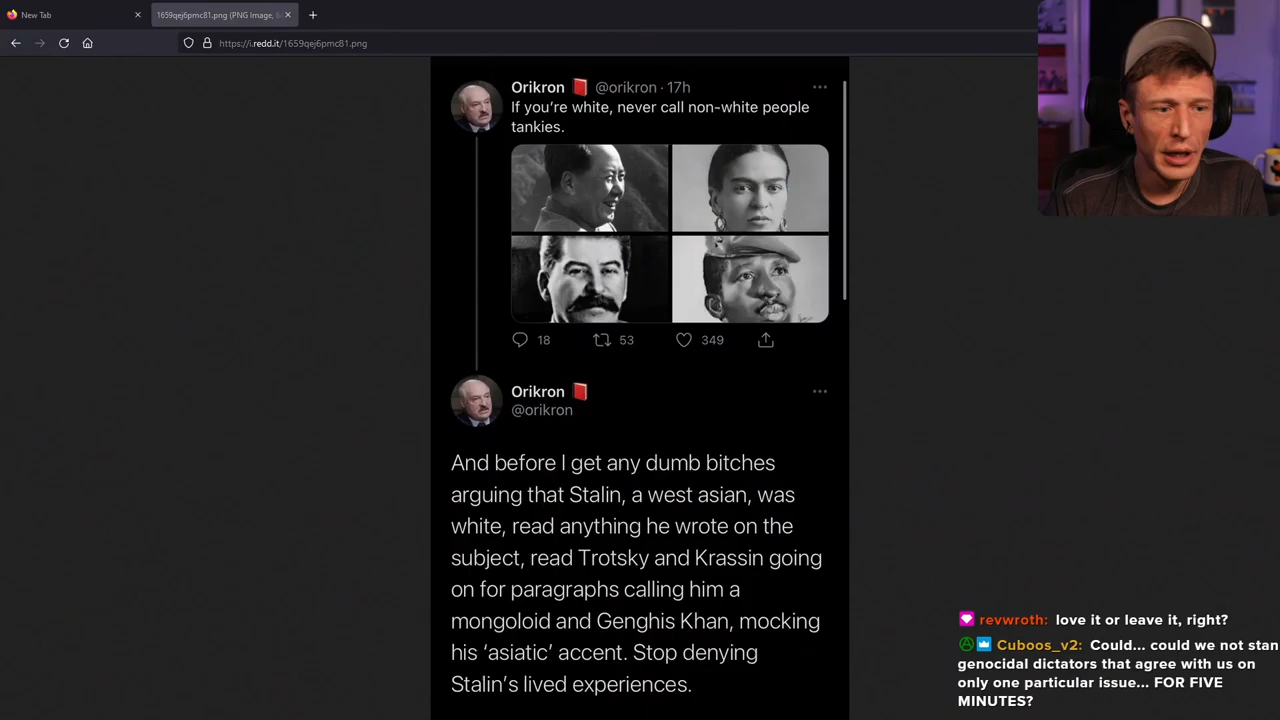 New Tab
1659qej6pmc81.png (PNG Image,
https://i.redd.it/1659qej6pmc81.png
Orikron 📕 @orikron · 17h
If you're white, never call non-white people
tankies.
18 53 349
Orikron 📕
@orikron
And before I get any dumb bitches
arguing that Stalin, a west asian, was
white, read anything he wrote on the
subject, read Trotsky and Krassin going
on for paragraphs calling him a
mongoloid and Genghis Khan, mocking
his 'asiatic' accent. Stop denying
Stalin's lived experiences.
revwroth: love it or leave it, right?
Cuboos_v2: Could... could we not stan
genocidal dictators that agree with us on
only one particular issue... FOR FIVE
MINUTES?